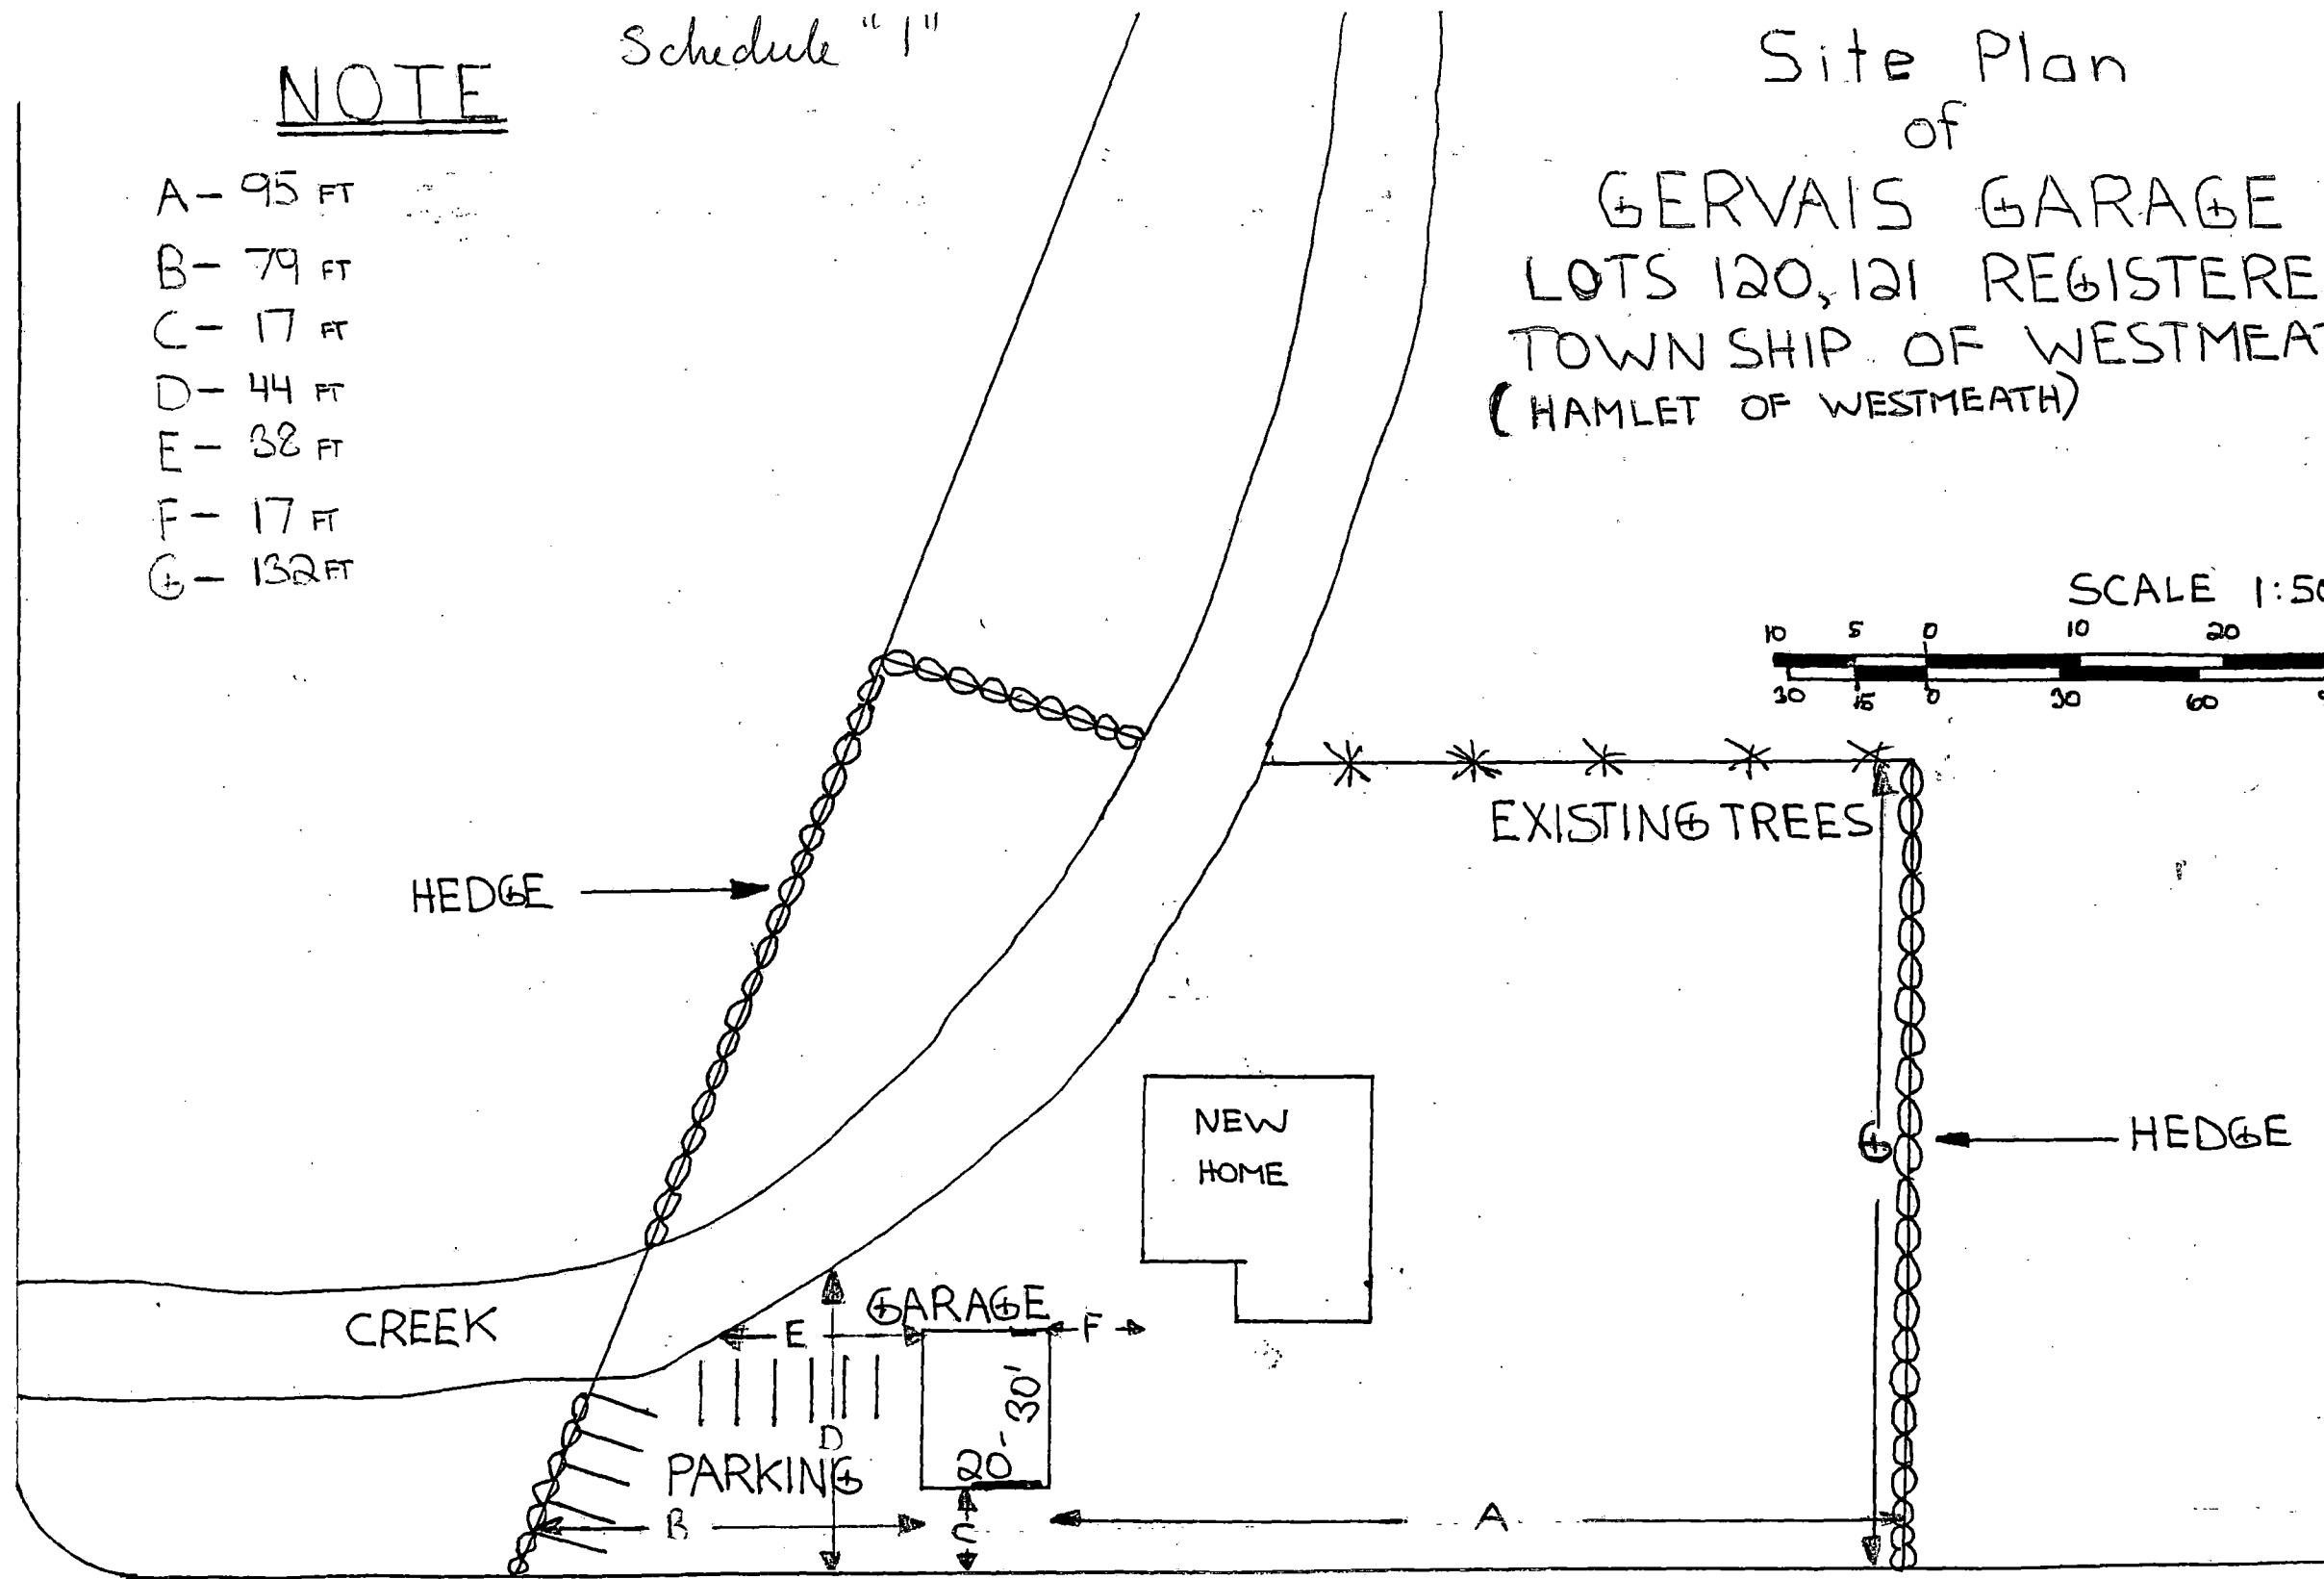 Schedule "1"
NOTE
A - 95 FT
B - 79 FT
C - 17 FT
D - 44 FT
E - 38 FT
F - 17 FT
G - 132 FT
Site Plan
of
GERVAIS GARAGE
LOTS 120, 121 REGISTERE
TOWNSHIP OF WESTMEAT
(HAMLET OF WESTMEATH)
SCALE 1:50
10 5 0 10 20
30 15 0 30 60 9
EXISTING TREES
HEDGE
NEW
HOME
G
HEDGE
CREEK
GARAGE
E
F
30'
D
20'
PARKING
B
C
A